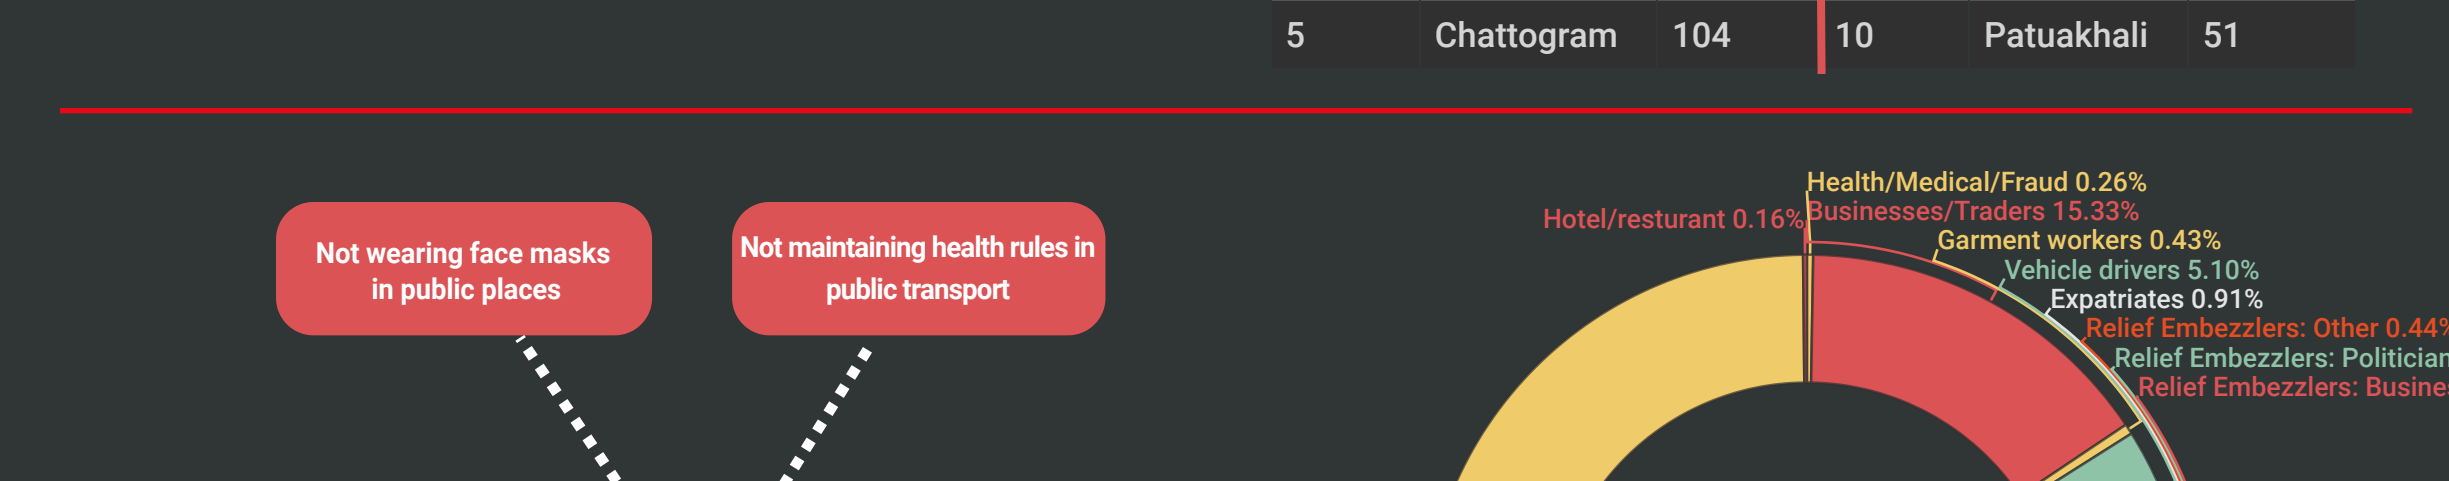 5 Chattogram 104 10 Patuakhali 51
Not wearing face masks
in public places
Not maintaining health rules in
public transport
Health/Medical/Fraud 0.26%
Hotel/resturant 0.16%
Businesses/Traders 15.33%
Garment workers 0.43%
Vehicle drivers 5.10%
Expatriates 0.91%
Relief Embezzlers: Other 0.44%
Relief Embezzlers: Politician
Relief Embezzlers: Busines